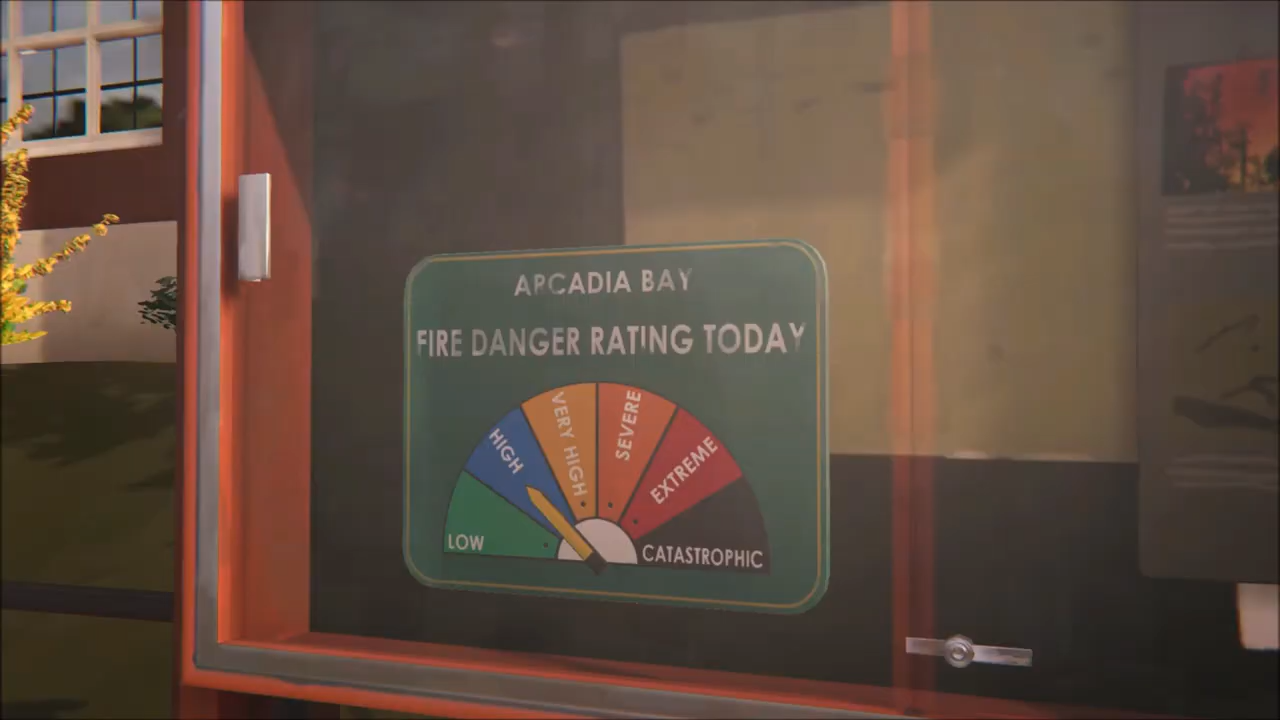 ARCADIA BAY
FIRE DANGER RATING TODAY
LOW
HIGH
VERY HIGH
SEVERE
EXTREME
CATASTROPHIC